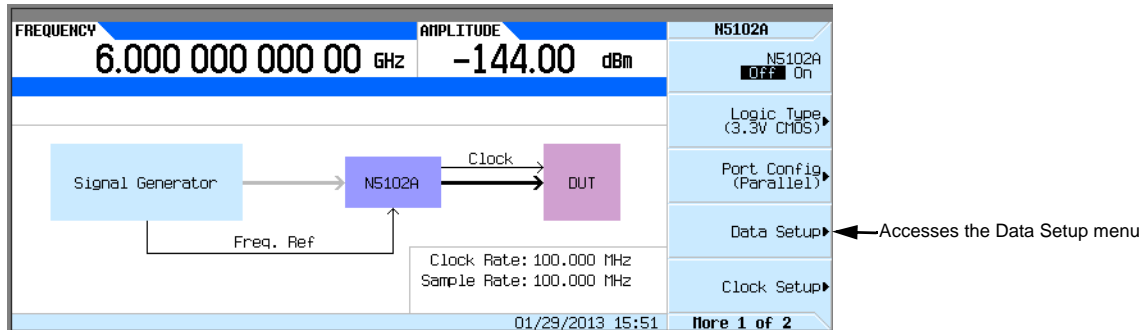 FREQUENCY
6.000 000 000 00 GHz
AMPLITUDE
-144.00 dBm
N5102A
N5102A
Off On
Logic Type
(3.3V CMOS)
Port Config
(Parallel)
Data Setup
Clock Setup
More 1 of 2
Signal Generator
N5102A
Clock
DUT
Freq. Ref
Clock Rate: 100.000 MHz
Sample Rate: 100.000 MHz
01/29/2013 15:51
Accesses the Data Setup menu